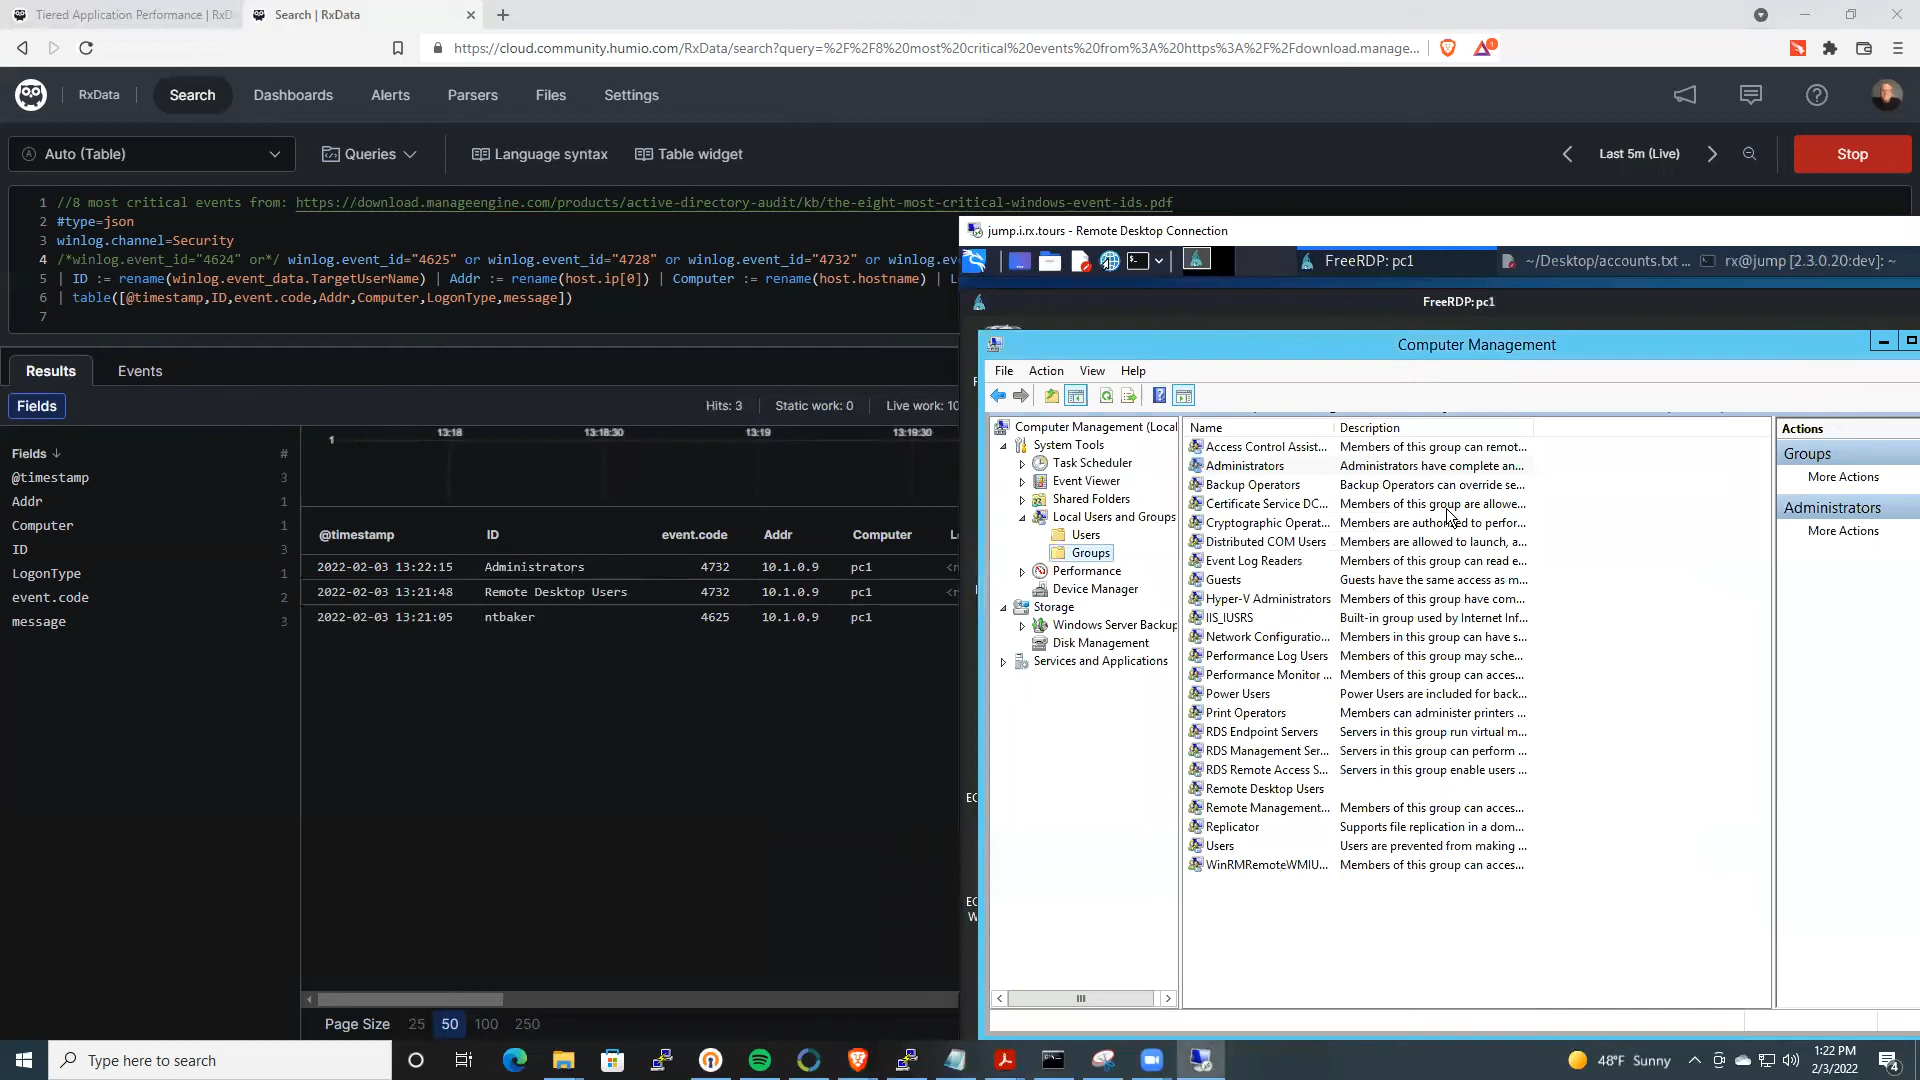 Tiered Application Performance | RxD
Search | RxData
https://cloud.community.humio.com/RxData/search?query=%2F%2F8%20most%20critical%20events%20from%3A%20https%3A%2F%2Fdownload.manage...
RxData
Search
Dashboards
Alerts
Parsers
Files
Settings
Auto (Table)
Queries
Language syntax
Table widget
Last 5m (Live)
Stop
1 //8 most critical events from: https://download.manageengine.com/products/active-directory-audit/kb/the-eight-most-critical-windows-event-ids.pdf
2 #type=json
3 winlog.channel=Security
4 /*winlog.event_id="4624" or*/ winlog.event_id="4625" or winlog.event_id="4728" or winlog.event_id="4732" or winlog.ev
5 | ID := rename(winlog.event_data.TargetUserName) | Addr := rename(host.ip[0]) | Computer := rename(host.hostname) | L
6 | table([@timestamp,ID,event.code,Addr,Computer,LogonType,message])
7
Results
Events
Fields
Hits: 3
Static work: 0
Live work: 10
Fields #
@timestamp 3
Addr 1
Computer 1
ID 3
LogonType 1
event.code 2
message 3
1
13:18 13:18:30 13:19 13:19:30
@timestamp ID event.code Addr Computer
2022-02-03 13:22:15 Administrators 4732 10.1.0.9 pc1
2022-02-03 13:21:48 Remote Desktop Users 4732 10.1.0.9 pc1
2022-02-03 13:21:05 ntbaker 4625 10.1.0.9 pc1
Page Size 25 50 100 250
jump.i.rx.tours - Remote Desktop Connection
FreeRDP: pc1
~/Desktop/accounts.txt ...
rx@jump [2.3.0.20:dev]: ~
FreeRDP: pc1
Computer Management
File Action View Help
Computer Management (Local
System Tools
Task Scheduler
Event Viewer
Shared Folders
Local Users and Groups
Users
Groups
Performance
Device Manager
Storage
Windows Server Backup
Disk Management
Services and Applications
Name Description
Access Control Assist... Members of this group can remot...
Administrators Administrators have complete an...
Backup Operators Backup Operators can override se...
Certificate Service DC... Members of this group are allowe...
Cryptographic Operat... Members are authorized to perfor...
Distributed COM Users Members are allowed to launch, a...
Event Log Readers Members of this group can read e...
Guests Guests have the same access as m...
Hyper-V Administrators Members of this group have com...
IIS_IUSRS Built-in group used by Internet Inf...
Network Configuratio... Members in this group can have s...
Performance Log Users Members of this group may sche...
Performance Monitor ... Members of this group can acces...
Power Users Power Users are included for back...
Print Operators Members can administer printers ...
RDS Endpoint Servers Servers in this group run virtual m...
RDS Management Ser... Servers in this group can perform ...
RDS Remote Access S... Servers in this group enable users ...
Remote Desktop Users
Remote Management... Members of this group can acces...
Replicator Supports file replication in a dom...
Users Users are prevented from making ...
WinRMRemoteWMIU... Members of this group can acces...
Actions
Groups
More Actions
Administrators
More Actions
Type here to search
48°F Sunny
1:22 PM
2/3/2022
4